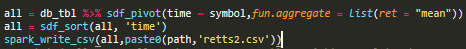 all = db_tbl %>% sdf_pivot(time ~ symbol,fun.aggregate = list(ret = "mean"))
all = sdf_sort(all, 'time')
spark_write_csv(all,paste0(path,'retts2.csv'))